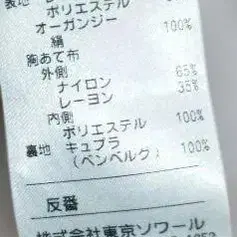 表地
ポリエステル
オーガンジー 100%
絹
胸あて布
外側
ナイロン 65%
レーヨン 35%
内側
ポリエステル 100%
裏地 キュプラ 100%
(ベンベルグ)
反番
株式会社東京ソワール